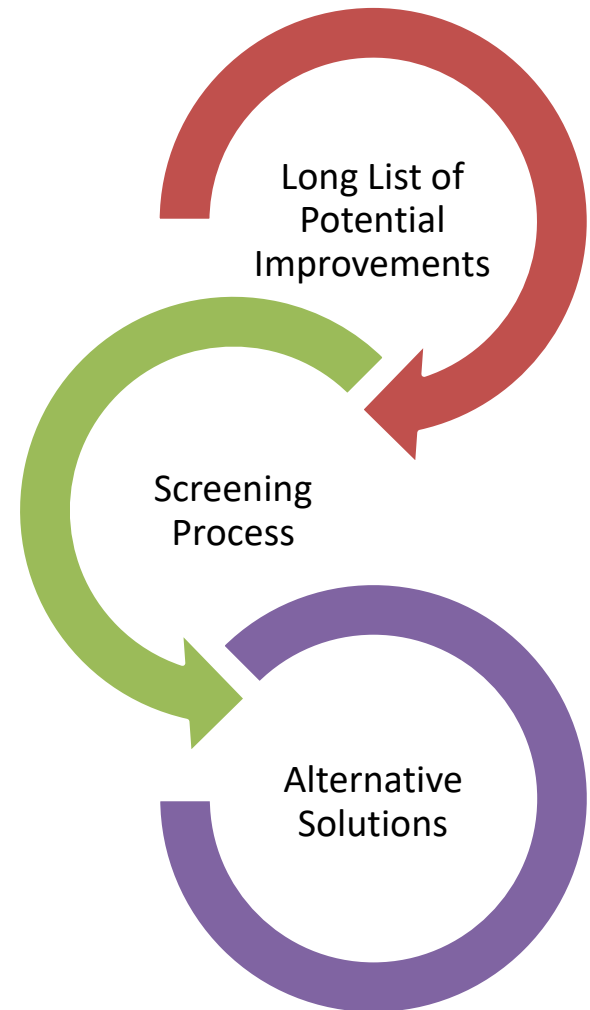 Long List of
Potential
Improvements
Screening
Process
Alternative
Solutions